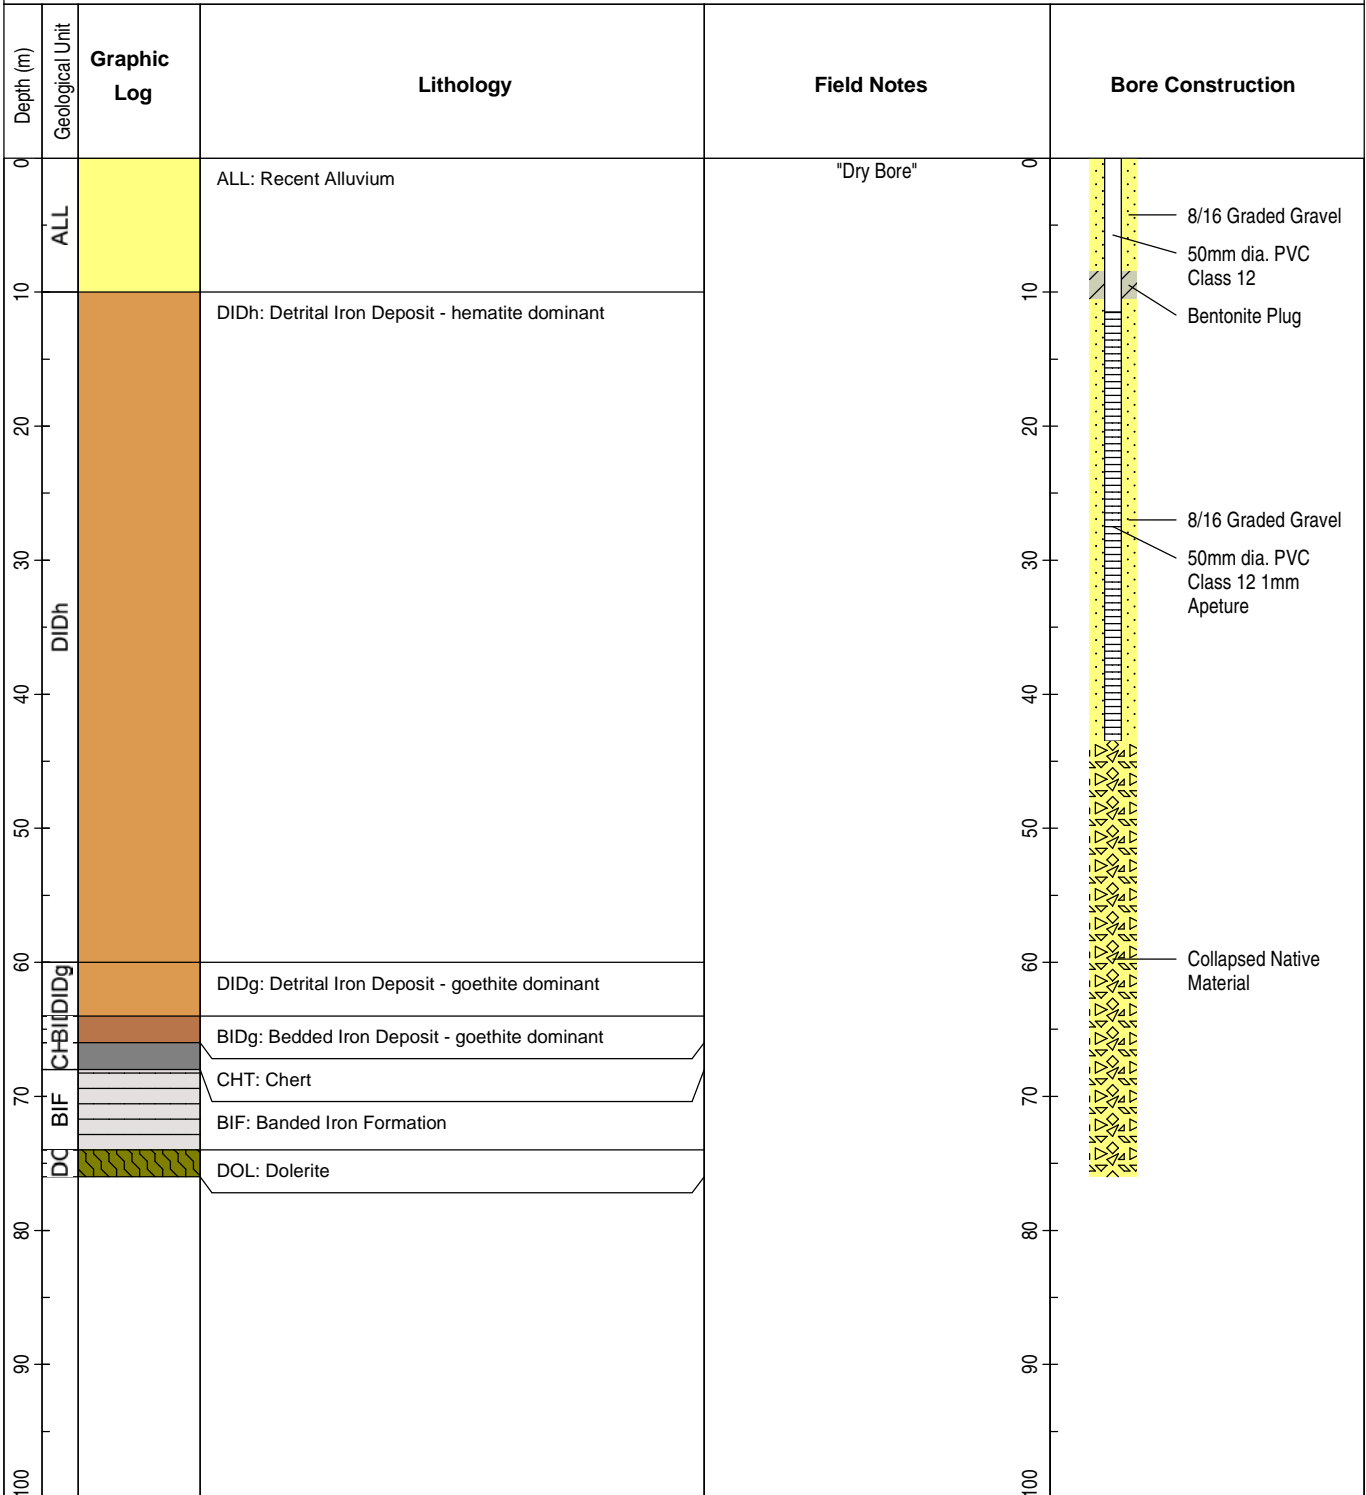 Depth (m)
Geological Unit
Graphic
Log
Lithology
Field Notes
Bore Construction
0
10
20
30
40
50
60
70
80
90
100
ALL
DIDh
DIDg
BID
CH
BIF
DO
ALL: Recent Alluvium
DIDh: Detrital Iron Deposit - hematite dominant
DIDg: Detrital Iron Deposit - goethite dominant
BIDg: Bedded Iron Deposit - goethite dominant
CHT: Chert
BIF: Banded Iron Formation
DOL: Dolerite
"Dry Bore"
0
10
20
30
40
50
60
70
80
90
100
8/16 Graded Gravel
50mm dia. PVC
Class 12
Bentonite Plug
8/16 Graded Gravel
50mm dia. PVC
Class 12 1mm
Apeture
Collapsed Native
Material